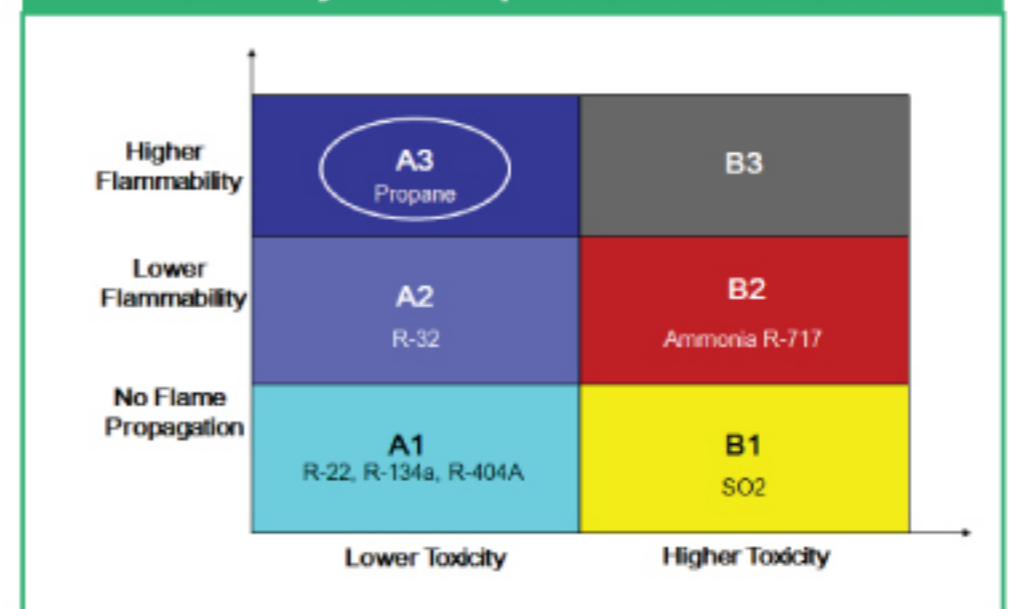 Higher
Flammability
A3
Propane
B3
Lower
Flammability
A2
R-32
B2
Ammonia R-717
No Flame
Propagation
A1
R-22, R-134a, R-404A
B1
SO2
Lower Toxicity
Higher Toxicity